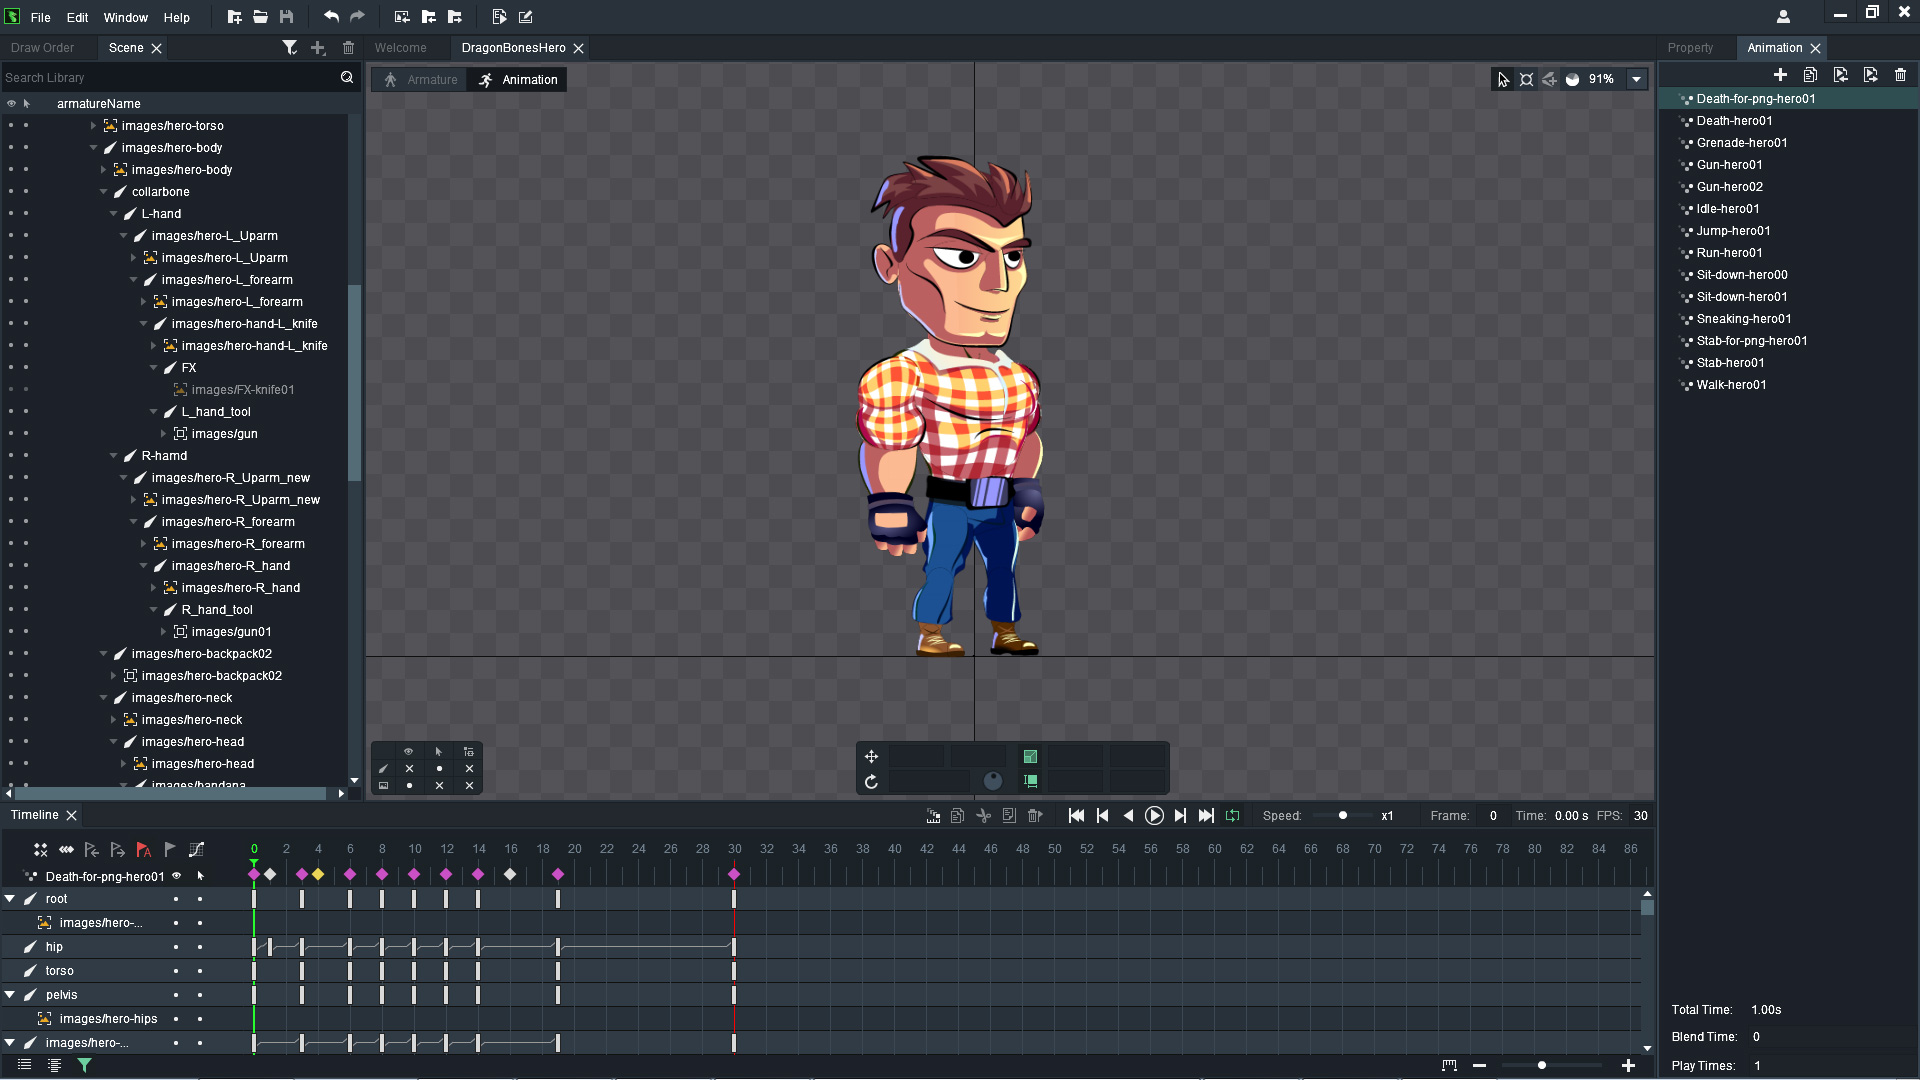 File Edit Window Help
Draw Order Scene
Welcome DragonBonesHero
Property Animation
Search Library
Armature Animation
91%
armatureName
images/hero-torso
images/hero-body
images/hero-body
collarbone
L-hand
images/hero-L_Uparm
images/hero-L_Uparm
images/hero-L_forearm
images/hero-L_forearm
images/hero-hand-L_knife
images/hero-hand-L_knife
FX
images/FX-knife01
L_hand_tool
images/gun
R-hamd
images/hero-R_Uparm_new
images/hero-R_Uparm_new
images/hero-R_forearm
images/hero-R_forearm
images/hero-R_hand
images/hero-R_hand
R_hand_tool
images/gun01
images/hero-backpack02
images/hero-backpack02
images/hero-neck
images/hero-neck
images/hero-head
images/hero-head
images/bandana
Death-for-png-hero01
Death-hero01
Grenade-hero01
Gun-hero01
Gun-hero02
Idle-hero01
Jump-hero01
Run-hero01
Sit-down-hero00
Sit-down-hero01
Sneaking-hero01
Stab-for-png-hero01
Stab-hero01
Walk-hero01
Total Time: 1.00s
Blend Time: 0
Play Times: 1
Timeline
Speed: x1 Frame: 0 Time: 0.00 s FPS: 30
A
0 2 4 6 8 10 12 14 16 18 20 22 24 26 28 30 32 34 36 38 40 42 44 46 48 50 52 54 56 58 60 62 64 66 68 70 72 74 76 78 80 82 84 86
Death-for-png-hero01
root
images/hero-...
hip
torso
pelvis
images/hero-hips
images/hero-...